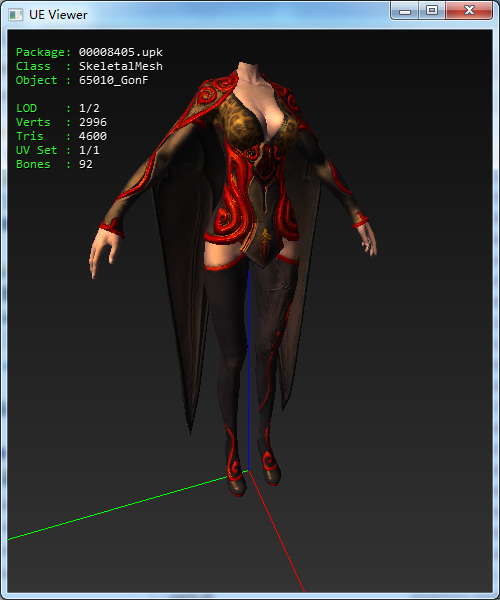 UE Viewer
Package: 00008405.upk
Class : SkeletalMesh
Object : 65010_GonF
LOD : 1/2
Verts : 2996
Tris : 4600
UV Set : 1/1
Bones : 92